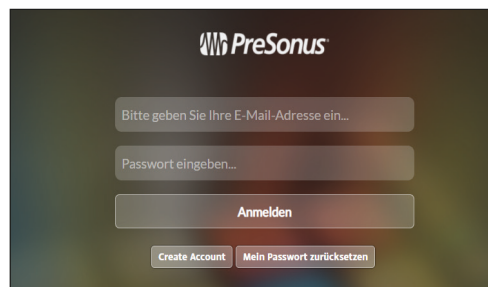 PreSonus
Bitte geben Sie Ihre E-Mail-Adresse ein...
Passwort eingeben...
Anmelden
Create Account Mein Passwort zurücksetzen